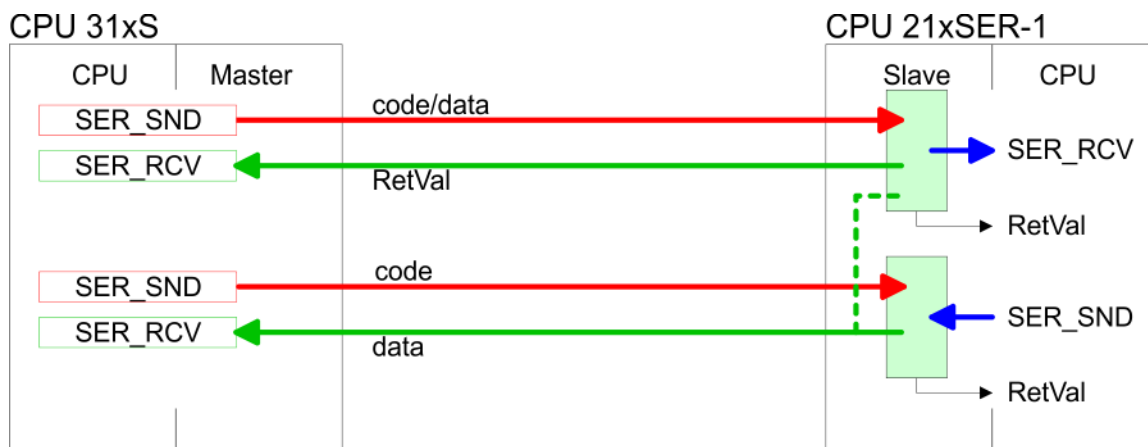 CPU 31xS
CPU 21xSER-1
CPU
Master
Slave
CPU
SER_SND
code/data
SER_RCV
SER_RCV
RetVal
RetVal
SER_SND
code
SER_SND
SER_RCV
data
RetVal